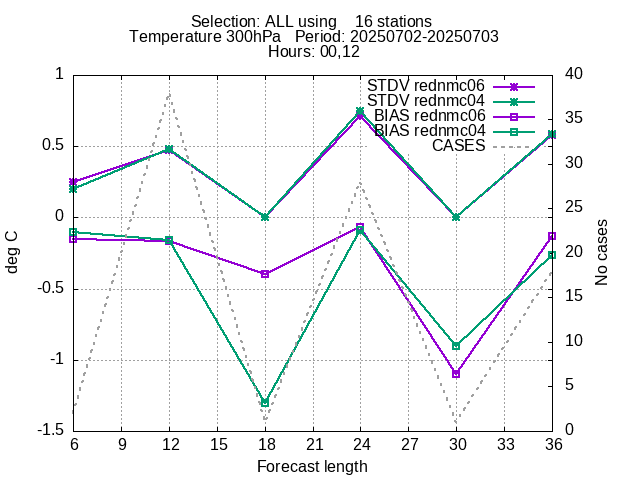 Selection: ALL using 16 stations
Temperature 300hPa Period: 20250702-20250703
Hours: 00,12
STDV rednmc06
STDV rednmc04
BIAS rednmc06
BIAS rednmc04
CASES
1
0.5
0
-0.5
-1
-1.5
deg C
40
35
30
25
20
15
10
5
0
No cases
6 9 12 15 18 21 24 27 30 33 36
Forecast length